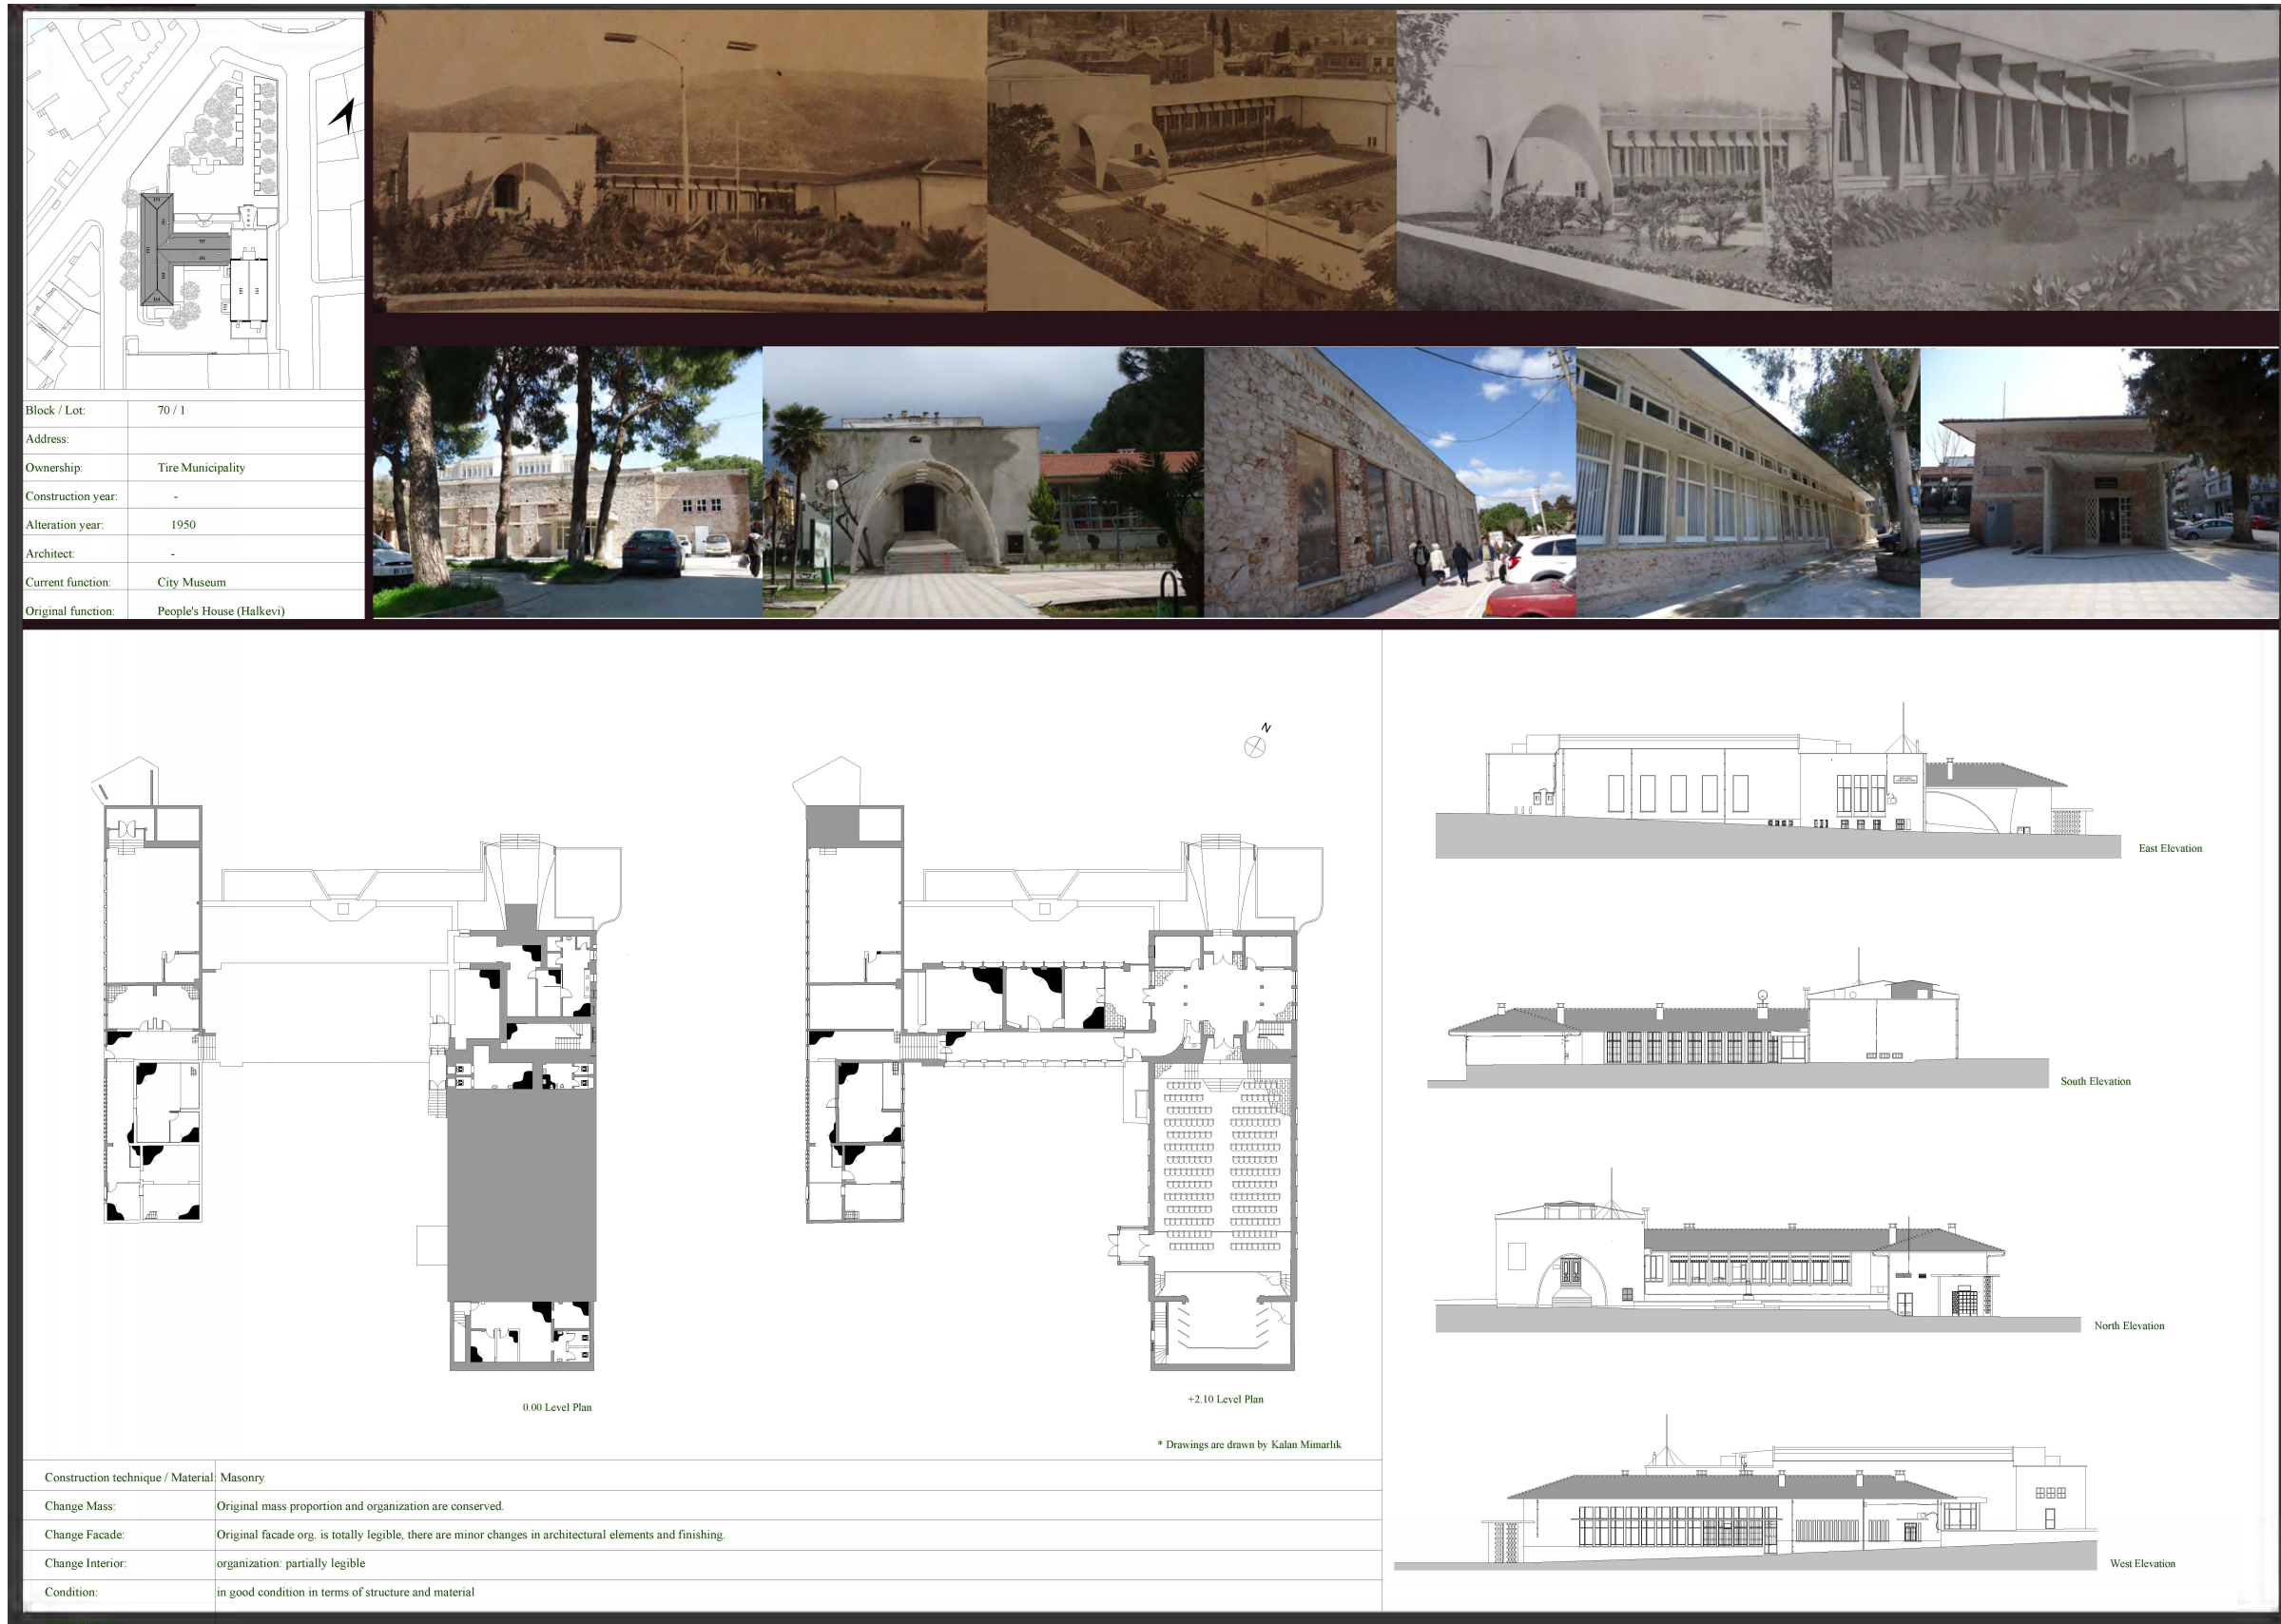 Block / Lot: 70 / 1
Address:
Ownership: Tire Municipality
Construction year: -
Alteration year: 1950
Architect: -
Current function: City Museum
Original function: People's House (Halkevi)
N
East Elevation
South Elevation
North Elevation
West Elevation
0.00 Level Plan
+2.10 Level Plan
* Drawings are drawn by Kalan Mimarlık
Construction technique / Material: Masonry
Change Mass: Original mass proportion and organization are conserved.
Change Facade: Original facade org. is totally legible, there are minor changes in architectural elements and finishing.
Change Interior: organization: partially legible
Condition: in good condition in terms of structure and material